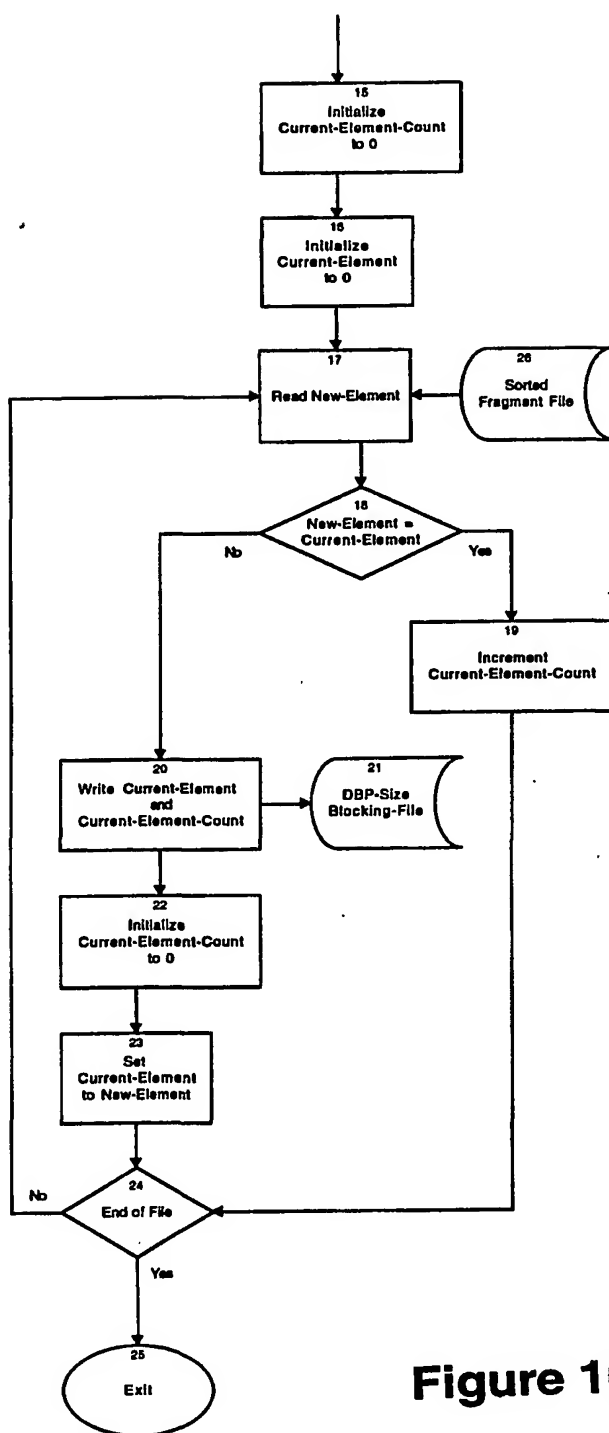 15
Initialize
Current-Element-Count
to 0
16
Initialize
Current-Element
to 0
17
Read New-Element
26
Sorted
Fragment File
18
New-Element =
Current-Element
No
Yes
19
Increment
Current-Element-Count
20
Write Current-Element
and
Current-Element-Count
21
DBP-Size
Blocking-File
22
Initialize
Current-Element-Count
to 0
23
Set
Current-Element
to New-Element
24
End of File
No
Yes
25
Exit
Figure